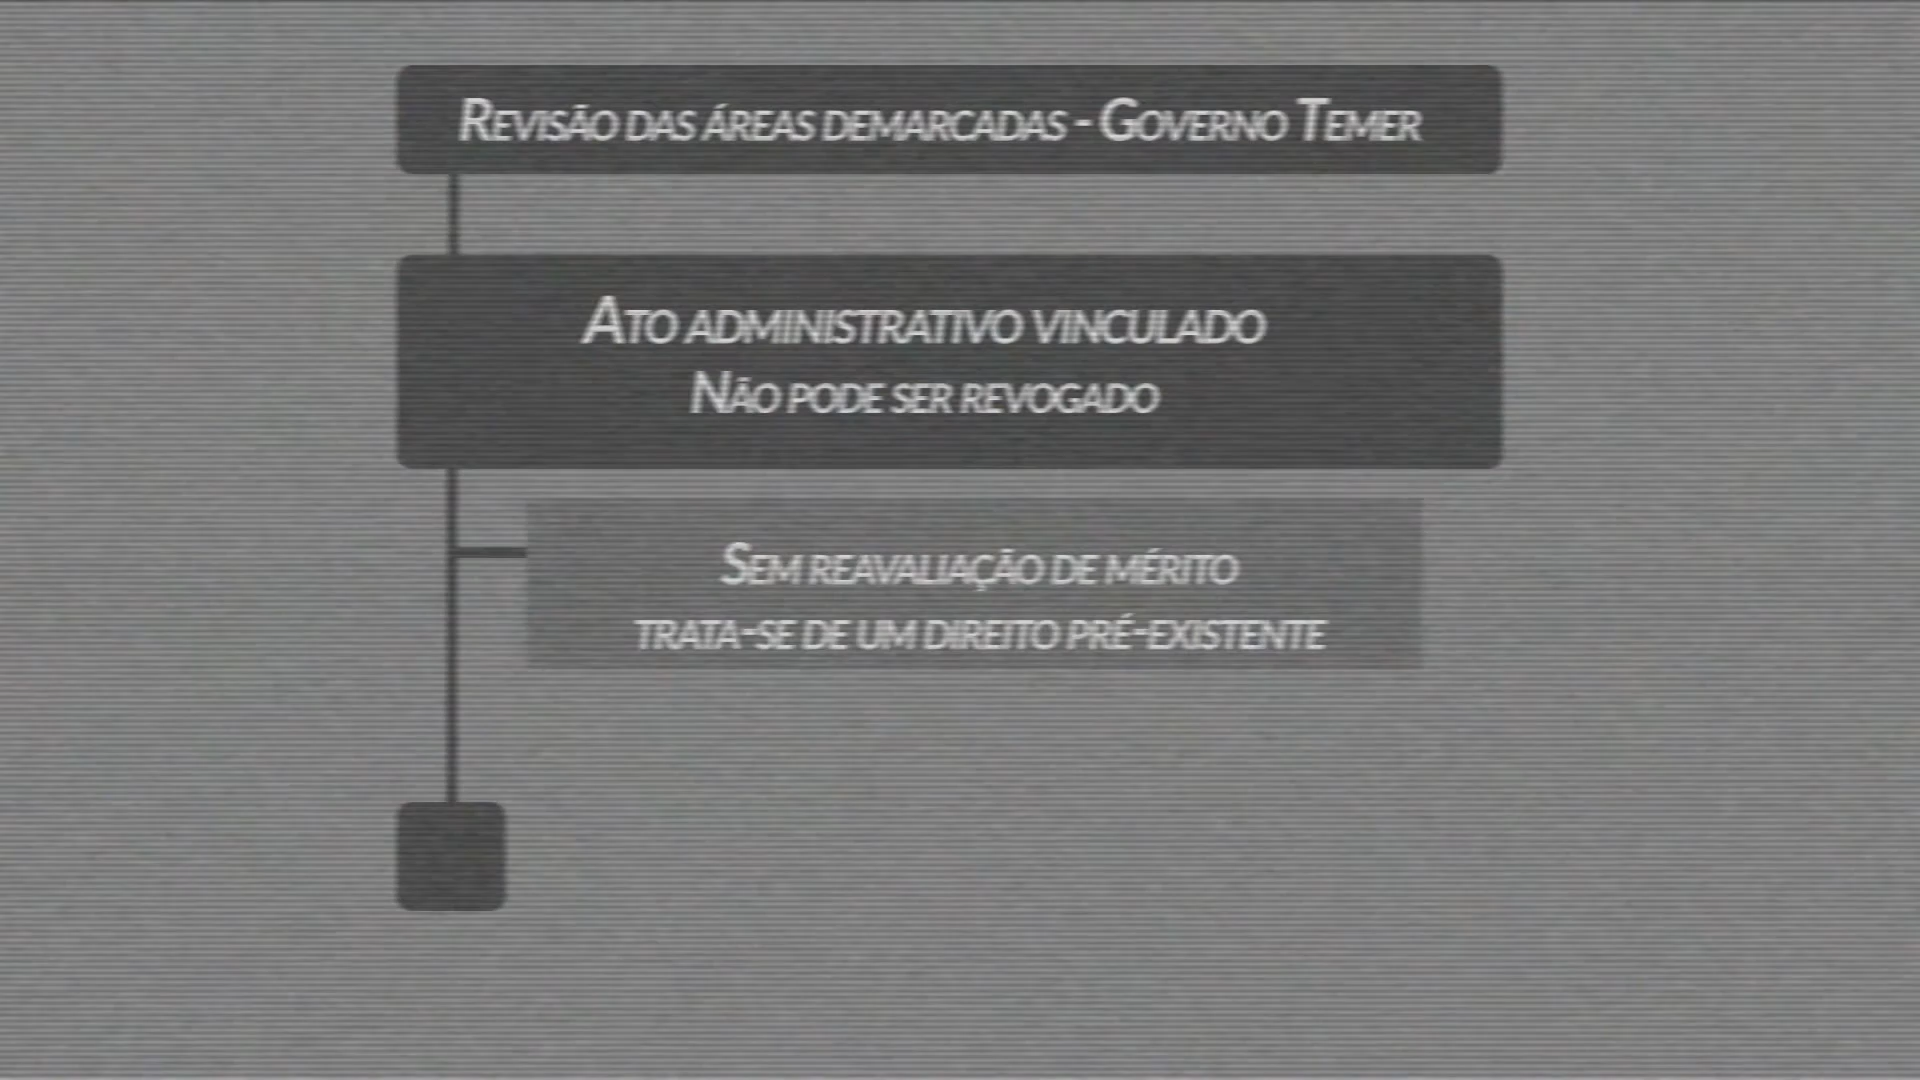 Revisão das áreas demarcadas - Governo Temer
Ato administrativo vinculado
Não pode ser revogado
Sem reavaliação de mérito
trata-se de um direito pré-existente